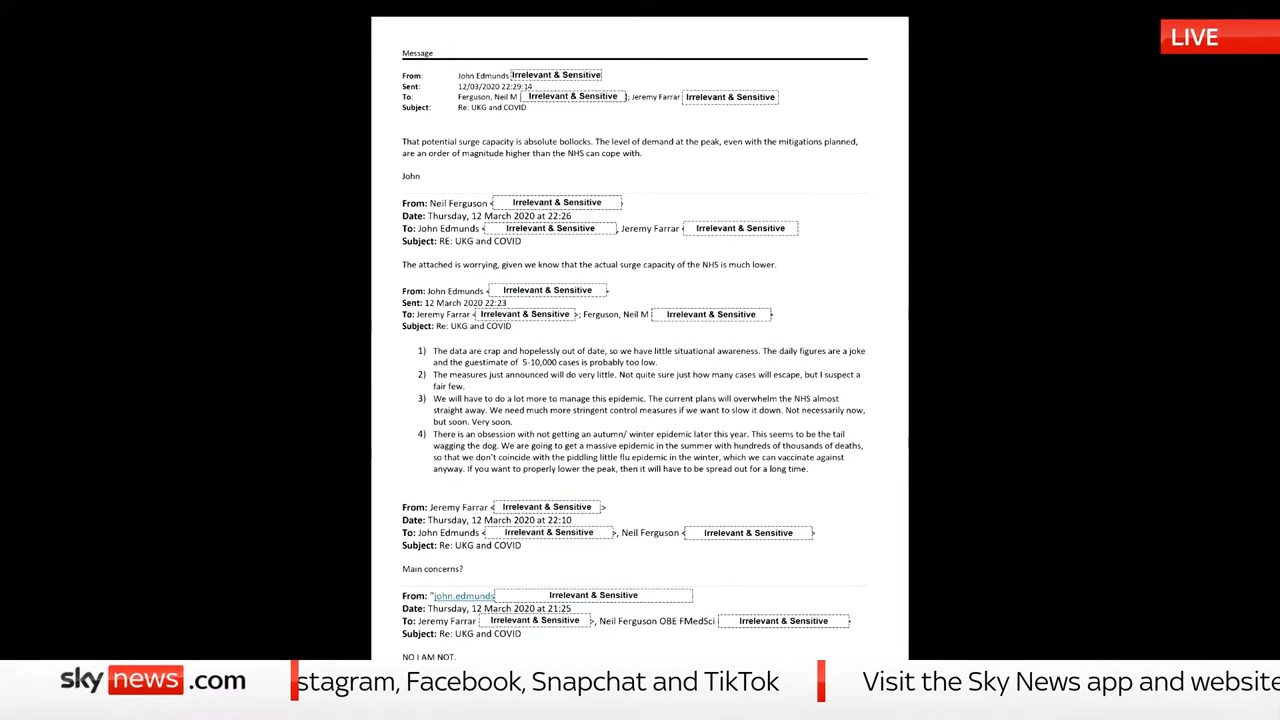 LIVE
Message
From: John Edmunds Irrelevant & Sensitive
Sent: 12/03/2020 22:29:14
To: Ferguson, Neil M [ Irrelevant & Sensitive ]; Jeremy Farrar Irrelevant & Sensitive
Subject: Re: UKG and COVID
That potential surge capacity is absolute bollocks. The level of demand at the peak, even with the mitigations planned,
are an order of magnitude higher than the NHS can cope with.
John
From: Neil Ferguson < Irrelevant & Sensitive >
Date: Thursday, 12 March 2020 at 22:26
To: John Edmunds < Irrelevant & Sensitive , Jeremy Farrar < Irrelevant & Sensitive
Subject: RE: UKG and COVID
The attached is worrying, given we know that the actual surge capacity of the NHS is much lower.
From: John Edmunds < Irrelevant & Sensitive >
Sent: 12 March 2020 22:23
To: Jeremy Farrar < Irrelevant & Sensitive >; Ferguson, Neil M Irrelevant & Sensitive >
Subject: Re: UKG and COVID
1) The data are crap and hopelessly out of date, so we have little situational awareness. The daily figures are a joke
and the guestimate of 5-10,000 cases is probably too low.
2) The measures just announced will do very little. Not quite sure just how many cases will escape, but I suspect a
fair few.
3) We will have to do a lot more to manage this epidemic. The current plans will overwhelm the NHS almost
straight away. We need much more stringent control measures if we want to slow it down. Not necessarily now,
but soon. Very soon.
4) There is an obsession with not getting an autumn/ winter epidemic later this year. This seems to be the tail
wagging the dog. We are going to get a massive epidemic in the summer with hundreds of thousands of deaths,
so that we don't coincide with the piddling little flu epidemic in the winter, which we can vaccinate against
anyway. If you want to properly lower the peak, then it will have to be spread out for a long time.
From: Jeremy Farrar < Irrelevant & Sensitive >
Date: Thursday, 12 March 2020 at 22:10
To: John Edmunds < Irrelevant & Sensitive >, Neil Ferguson < Irrelevant & Sensitive >
Subject: Re: UKG and COVID
Main concerns?
From: "john.edmunds Irrelevant & Sensitive
Date: Thursday, 12 March 2020 at 21:25
To: Jeremy Farrar < Irrelevant & Sensitive >, Neil Ferguson OBE FMedSci Irrelevant & Sensitive >
Subject: Re: UKG and COVID
NO I AM NOT.
sky news .com stagram, Facebook, Snapchat and TikTok Visit the Sky News app and website